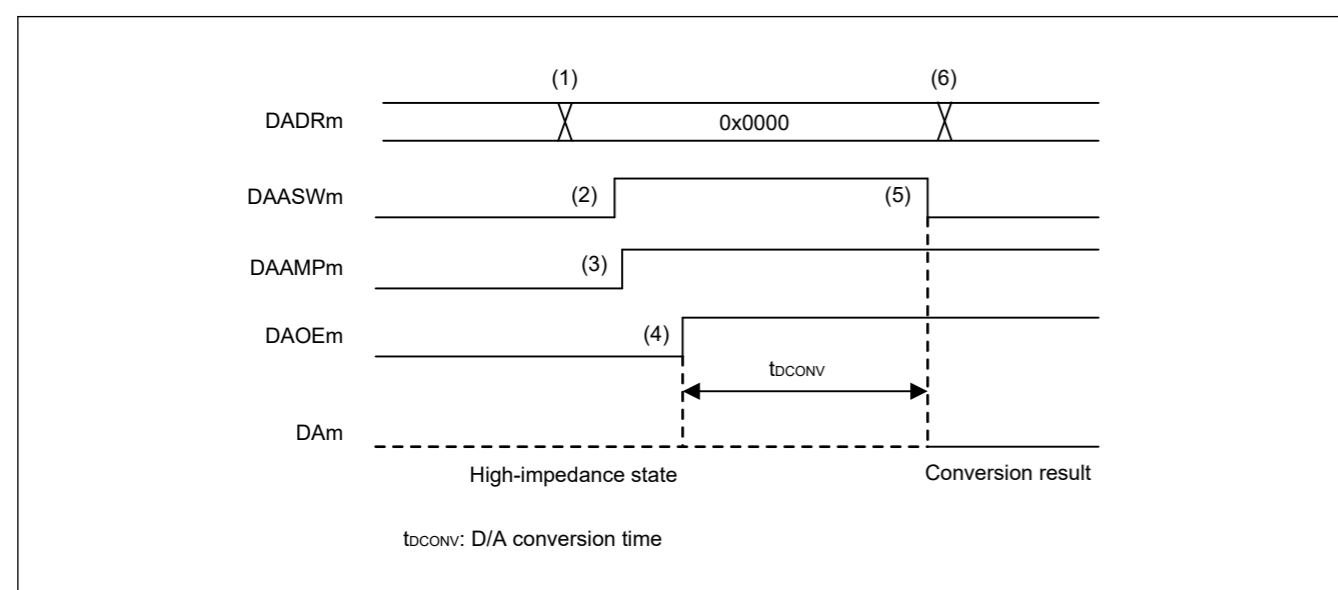 (1) (6)
DADRm 0x0000
DAASWm (2) (5)
DAAMPm (3)
DAOEm (4)
tDCONV
DAm
High-impedance state Conversion result
tDCONV: D/A conversion time